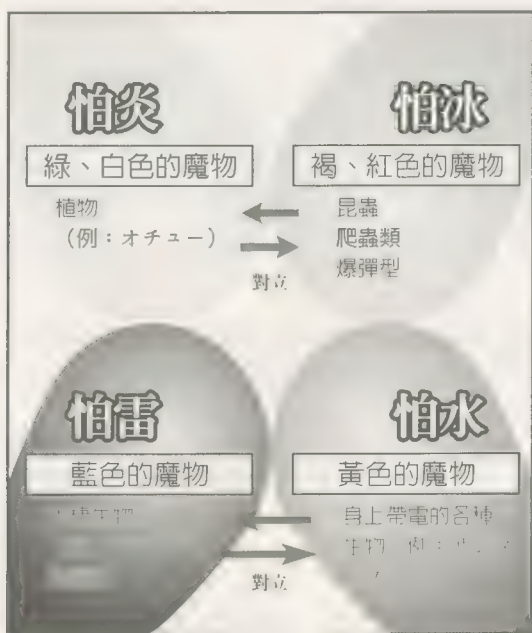 怕炎
綠、白色的魔物
植物
(例：オチュー)
怕冰
褐、紅色的魔物
昆蟲
爬蟲類
爆彈型
對立
怕雷
藍色的魔物
怕水
黃色的魔物
身上帶電的各種
生物
對立